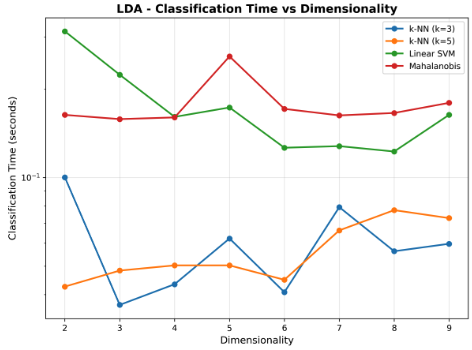 LDA - Classification Time vs Dimensionality
k-NN (k=3)
k-NN (k=5)
Linear SVM
Mahalanobis
Classification Time (seconds)
10⁻¹
2 3 4 5 6 7 8 9
Dimensionality